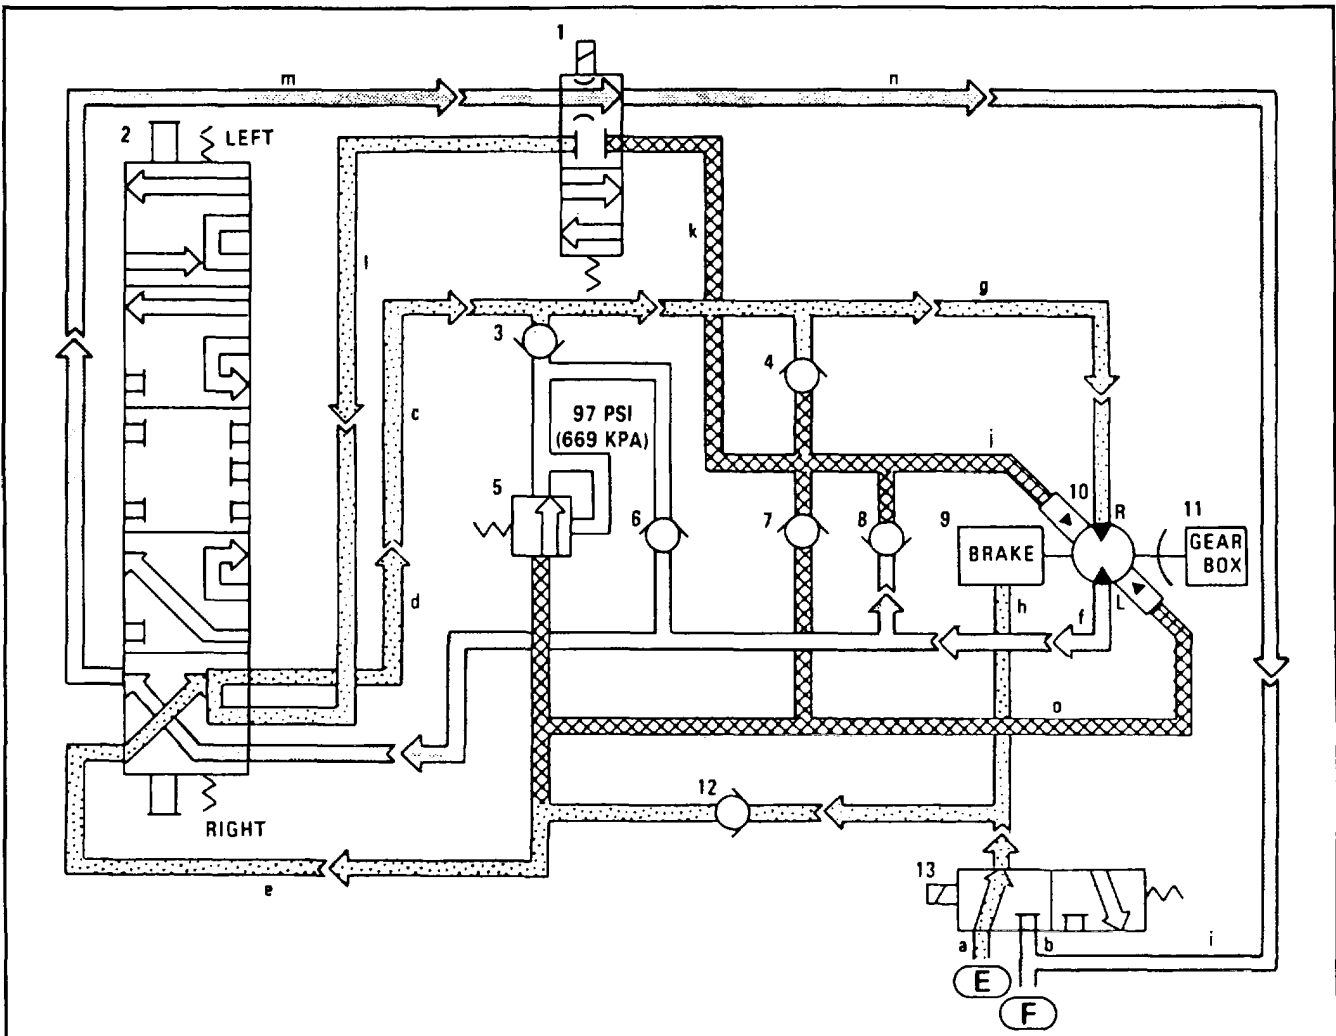 1
m
n
2
LEFT
k
l
g
3
4
c
97 PSI
(669 KPA)
j
5
10
6
7
8
9
R
11
BRAKE
GEAR
BOX
d
h
f
L
o
12
RIGHT
e
13
a
b
i
E
F